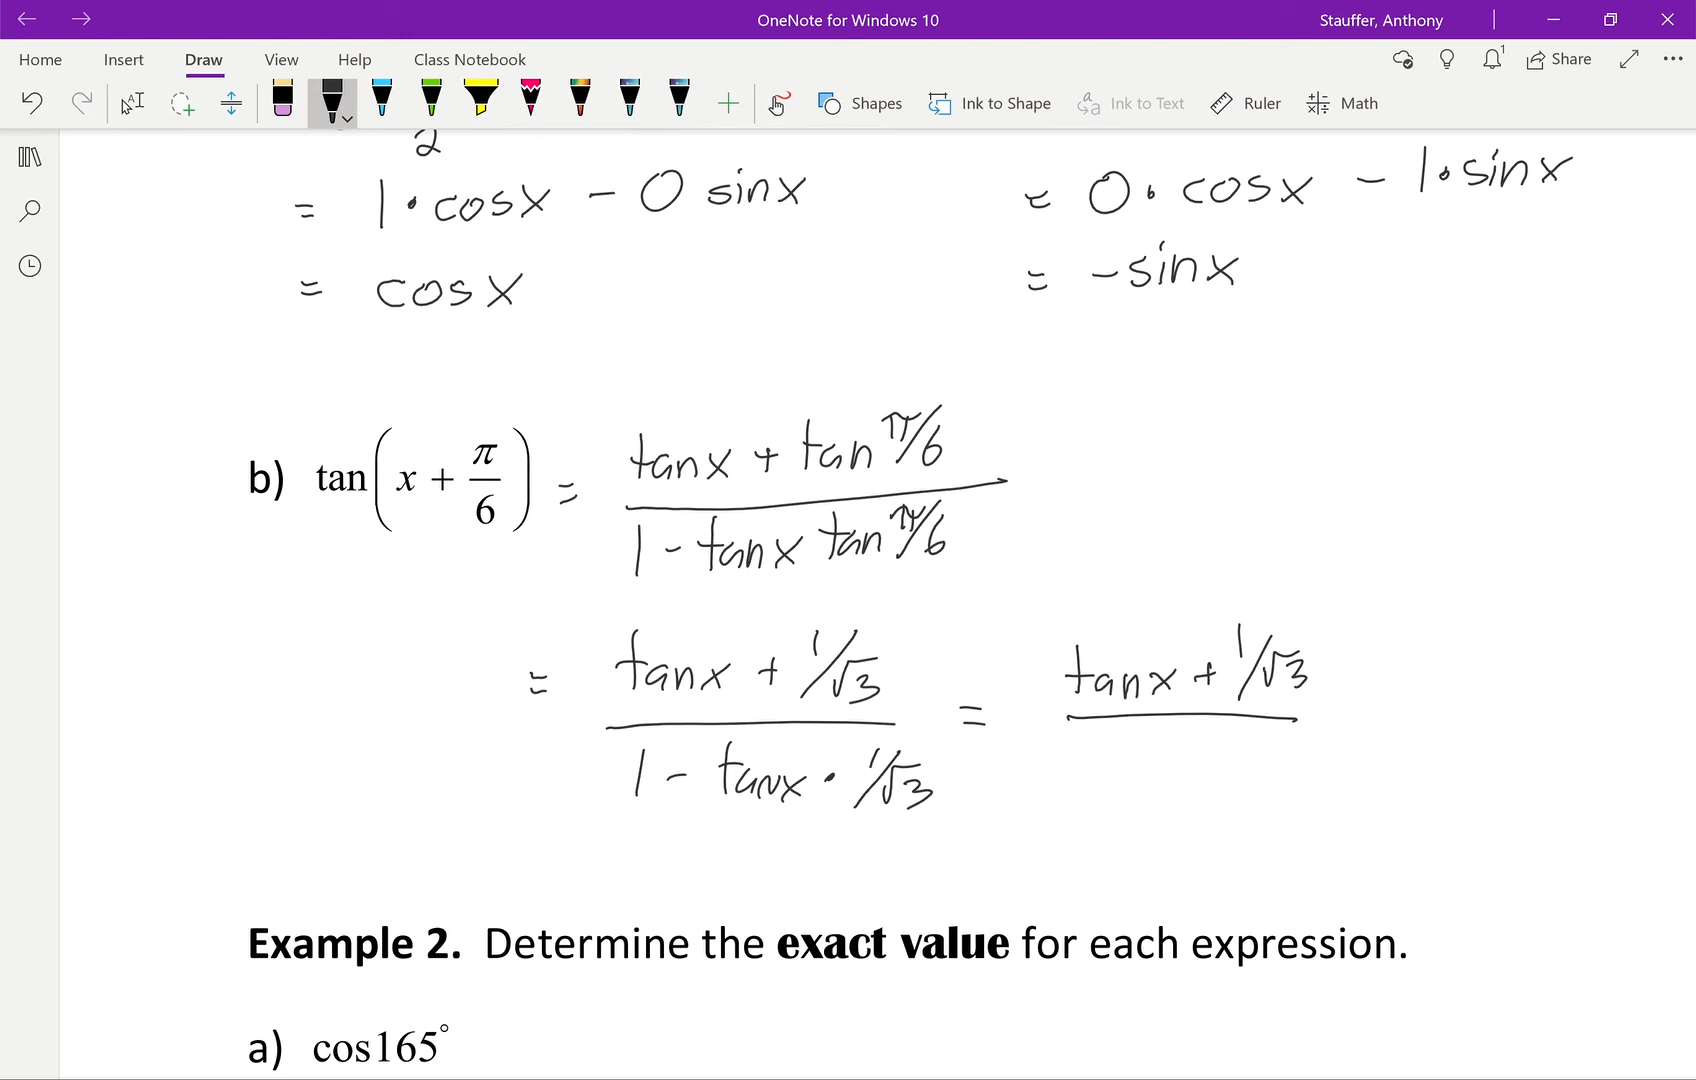 OneNote for Windows 10
Stauffer, Anthony
Home Insert Draw View Help Class Notebook 1 Share
Shapes Ink to Shape Ink to Text Ruler Math
2
= 1 · cosx - 0 sinx
= 0 · cosx - 1 · sinx
= cosx
= -sinx
b) tan(x + π/6) = (tanx + tan π/6)/(1 - tanx tan π/6)
= (tanx + 1/√3)/(1 - tanx · 1/√3) = tanx + 1/√3
Example 2. Determine the exact value for each expression.
a) cos165°